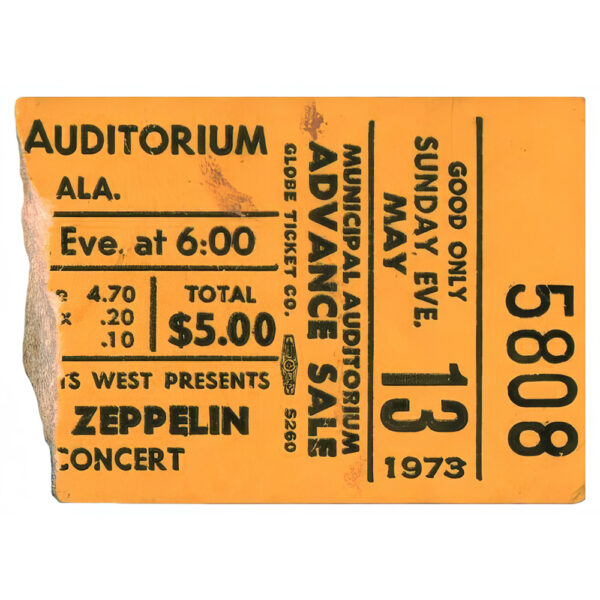 AUDITORIUM
ALA.
Eve. at 6:00
e 4.70
x .20
.10
TOTAL
$5.00
TS WEST PRESENTS
ZEPPELIN
CONCERT
GLOBE TICKET CO. S260
ADVANCE SALE
MUNICIPAL AUDITORIUM
MAY
13
1973
SUNDAY, EVE.
GOOD ONLY
5808